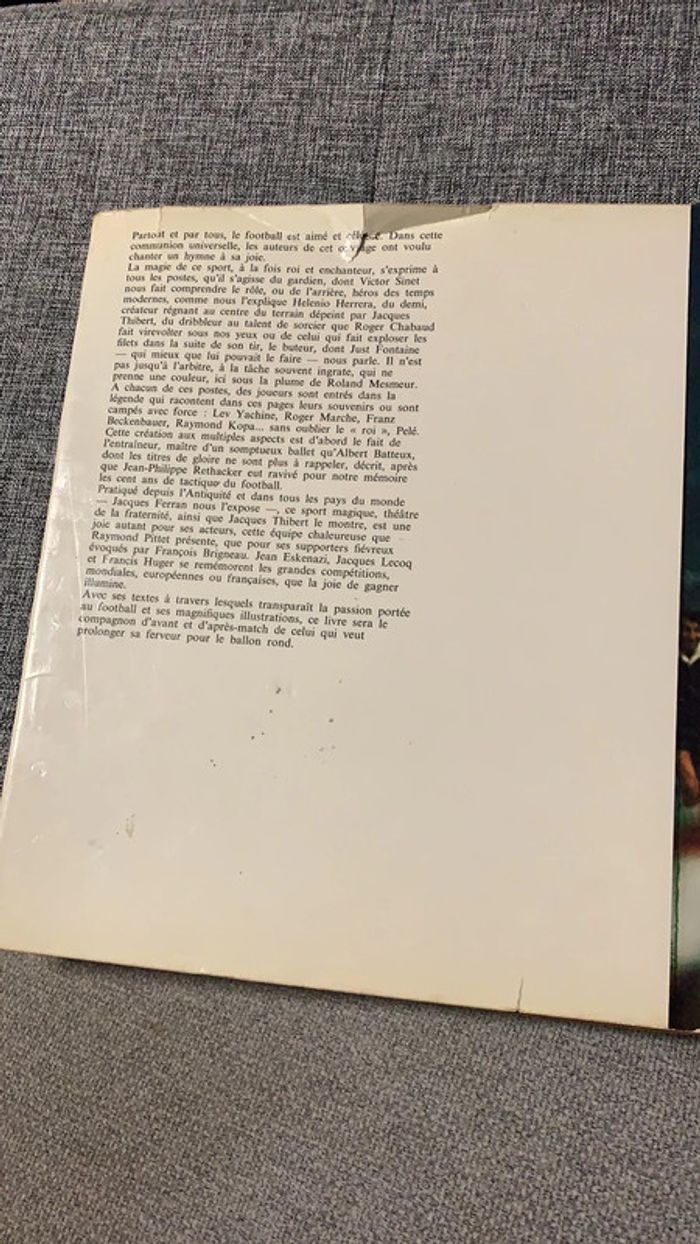 Partout et par tous, le football est aimé et célébré. Dans cette
communion universelle, les auteurs de cet ouvrage ont voulu
chanter un hymne à sa joie.
La magie de ce sport, à la fois roi et enchanteur, s'exprime à
tous les postes, qu'il s'agisse du gardien, dont Victor Sinet
nous fait comprendre le rôle, ou de l'arrière, héros des temps
modernes, comme nous l'explique Helenio Herrera, du demi,
créateur régnant au centre du terrain dépeint par Jacques
Thibert, du dribbleur au talent de sorcier que Roger Chabaud
fait virevolter sous nos yeux ou de celui qui fait exploser les
filets dans la suite de son tir, le buteur, dont Just Fontaine
— qui mieux que lui pouvait le faire — nous parle. Il n'est
pas jusqu'à l'arbitre, à la tâche souvent ingrate, qui ne
prenne une couleur, ici sous la plume de Roland Mesmeur.
A chacun de ces postes, des joueurs sont entrés dans la
légende qui racontent dans ces pages leurs souvenirs ou sont
campés avec force : Lev Yachine, Roger Marche, Franz
Beckenbauer, Raymond Kopa... sans oublier le « roi », Pelé.
Cette création aux multiples aspects est d'abord le fait de
l'entraîneur, maître d'un somptueux ballet qu'Albert Batteux,
dont les titres de gloire ne sont plus à rappeler, décrit, après
que Jean-Philippe Rethacker eut ravivé pour notre mémoire
les cent ans de tactique du football.
Pratiqué depuis l'Antiquité et dans tous les pays du monde
— Jacques Ferran nous l'expose —, ce sport magique, théâtre
de la fraternité, ainsi que Jacques Thibert le montre, est une
joie autant pour ses acteurs, cette équipe chaleureuse que
Raymond Pittet présente, que pour ses supporters fiévreux
évoqués par François Brigneau. Jean Eskenazi, Jacques Lecoq
et Francis Huger se remémorent les grandes compétitions,
mondiales, européennes ou françaises, que la joie de gagner
illumine.
Avec ses textes à travers lesquels transparaît la passion portée
au football et ses magnifiques illustrations, ce livre sera le
compagnon d'avant et d'après-match de celui qui veut
prolonger sa ferveur pour le ballon rond.